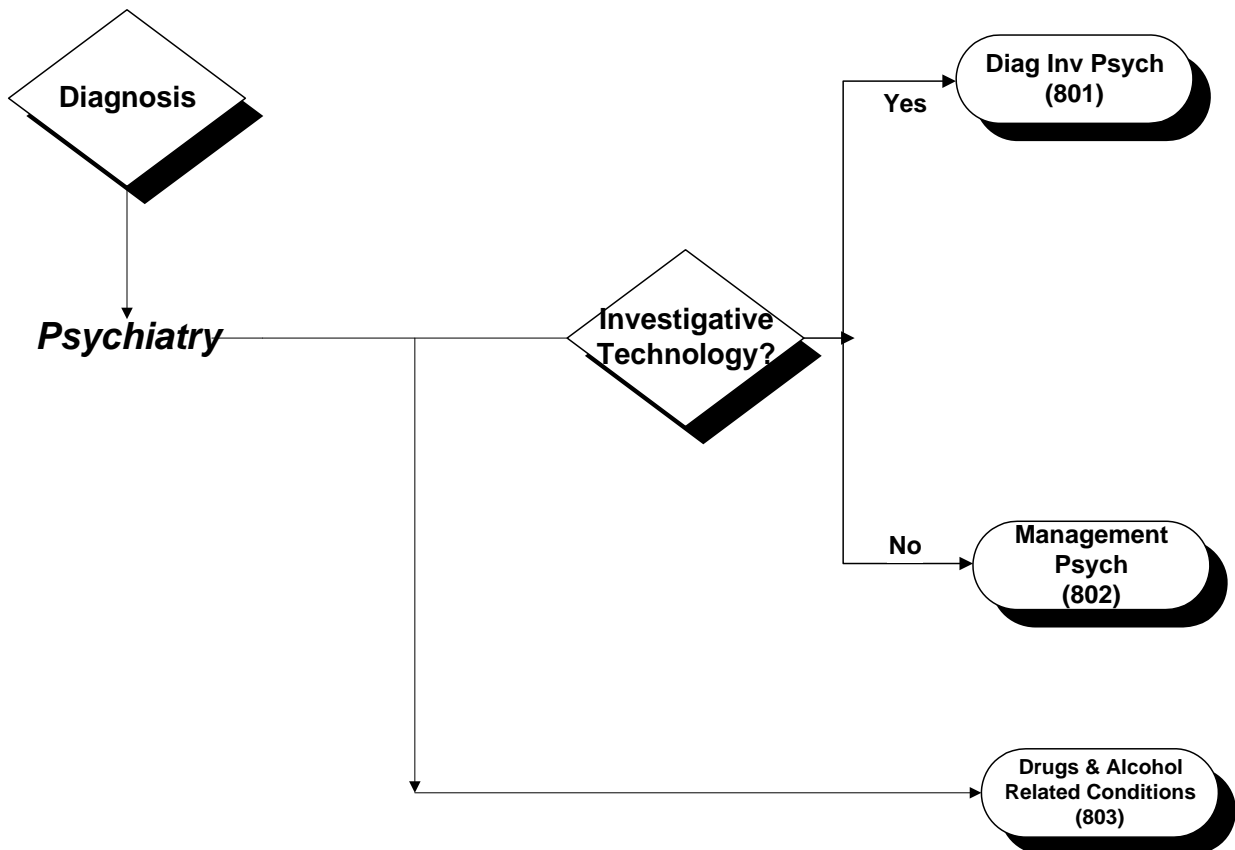 Diagnosis
Diag Inv Psych
(801)
Yes
Psychiatry
Investigative
Technology?
No
Management
Psych
(802)
Drugs & Alcohol
Related Conditions
(803)